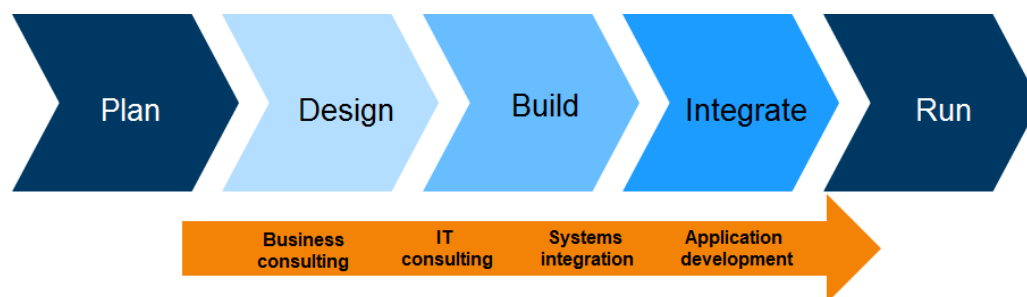 Plan
Design
Build
Integrate
Run
Business
consulting
IT
consulting
Systems
integration
Application
development